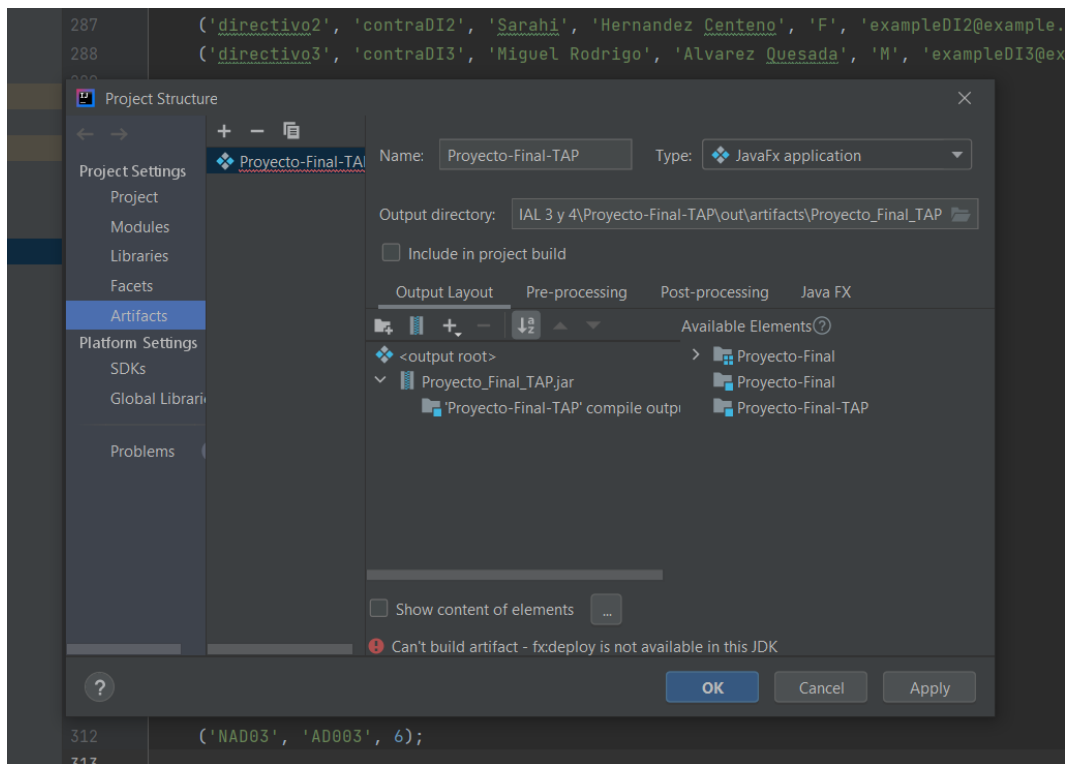 287 ('directivo2', 'contraDI2', 'Sarahi', 'Hernandez Centeno', 'F', 'exampleDI2@example.
288 ('directivo3', 'contraDI3', 'Miguel Rodrigo', 'Alvarez Quesada', 'M', 'exampleDI3@ex
Project Structure
Project Settings
Project
Modules
Libraries
Facets
Artifacts
Platform Settings
SDKs
Global Librari
Problems
Proyecto-Final-TA
Name: Proyecto-Final-TAP Type: JavaFx application
Output directory: IAL 3 y 4\Proyecto-Final-TAP\out\artifacts\Proyecto_Final_TAP
Include in project build
Output Layout Pre-processing Post-processing Java FX
Available Elements ?
<output root>
Proyecto_Final_TAP.jar
'Proyecto-Final-TAP' compile outpu
Proyecto-Final
Proyecto-Final
Proyecto-Final-TAP
Show content of elements ...
Can't build artifact - fx:deploy is not available in this JDK
? OK Cancel Apply
312 ('NAD03', 'AD003', 6);
313